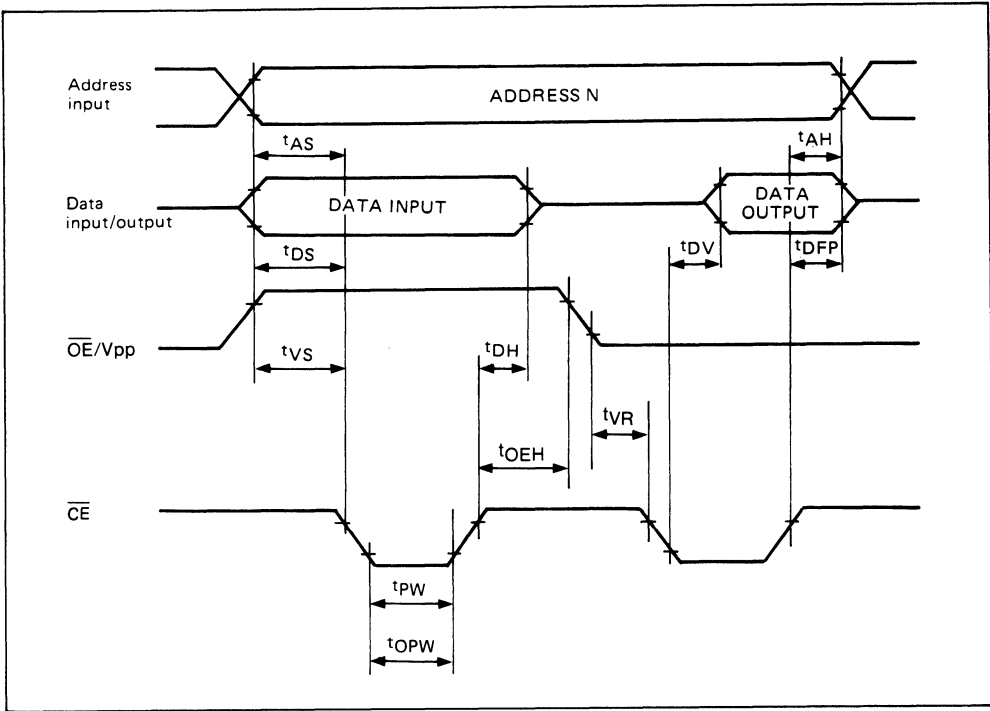 Address
input
ADDRESS N
tAS
tAH
Data
input/output
DATA INPUT
DATA
OUTPUT
tDS
tDV
tDFP
OE/Vpp
tVS
tDH
tVR
tOEH
CE
tPW
tOPW